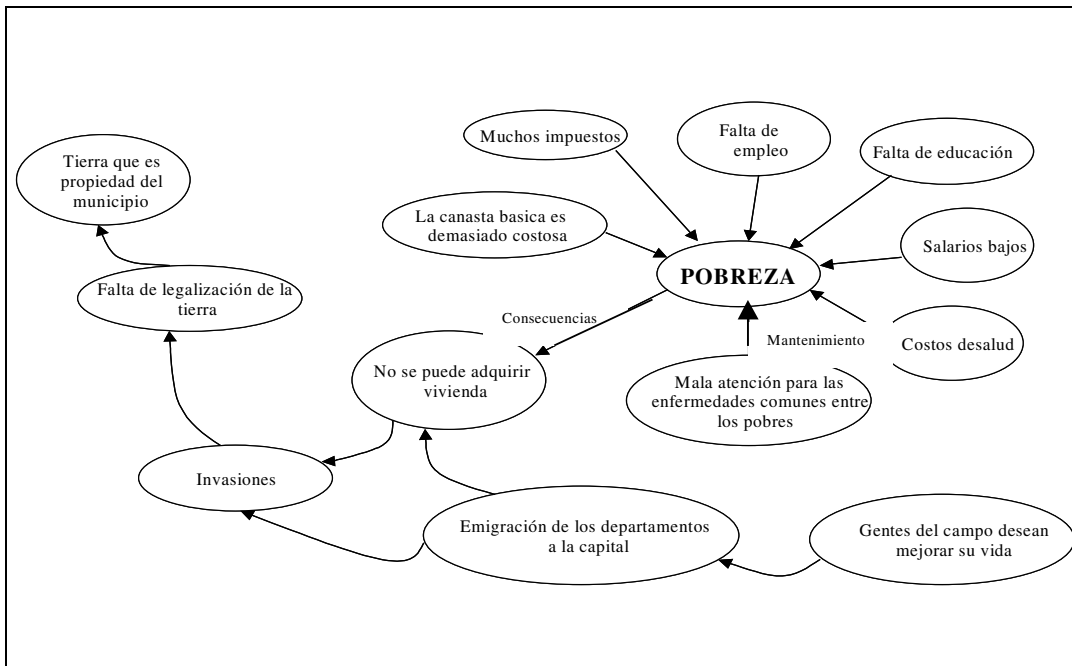 Muchos impuestos
Falta de
empleo
Falta de educación
Tierra que es
propiedad del
municipio
La canasta basica es
demasiado costosa
Salarios bajos
POBREZA
Falta de legalización de la
tierra
Consecuencias
Mantenimiento
Costos desalud
No se puede adquirir
vivienda
Mala atención para las
enfermedades comunes entre
los pobres
Invasiones
Emigración de los departamentos
a la capital
Gentes del campo desean
mejorar su vida